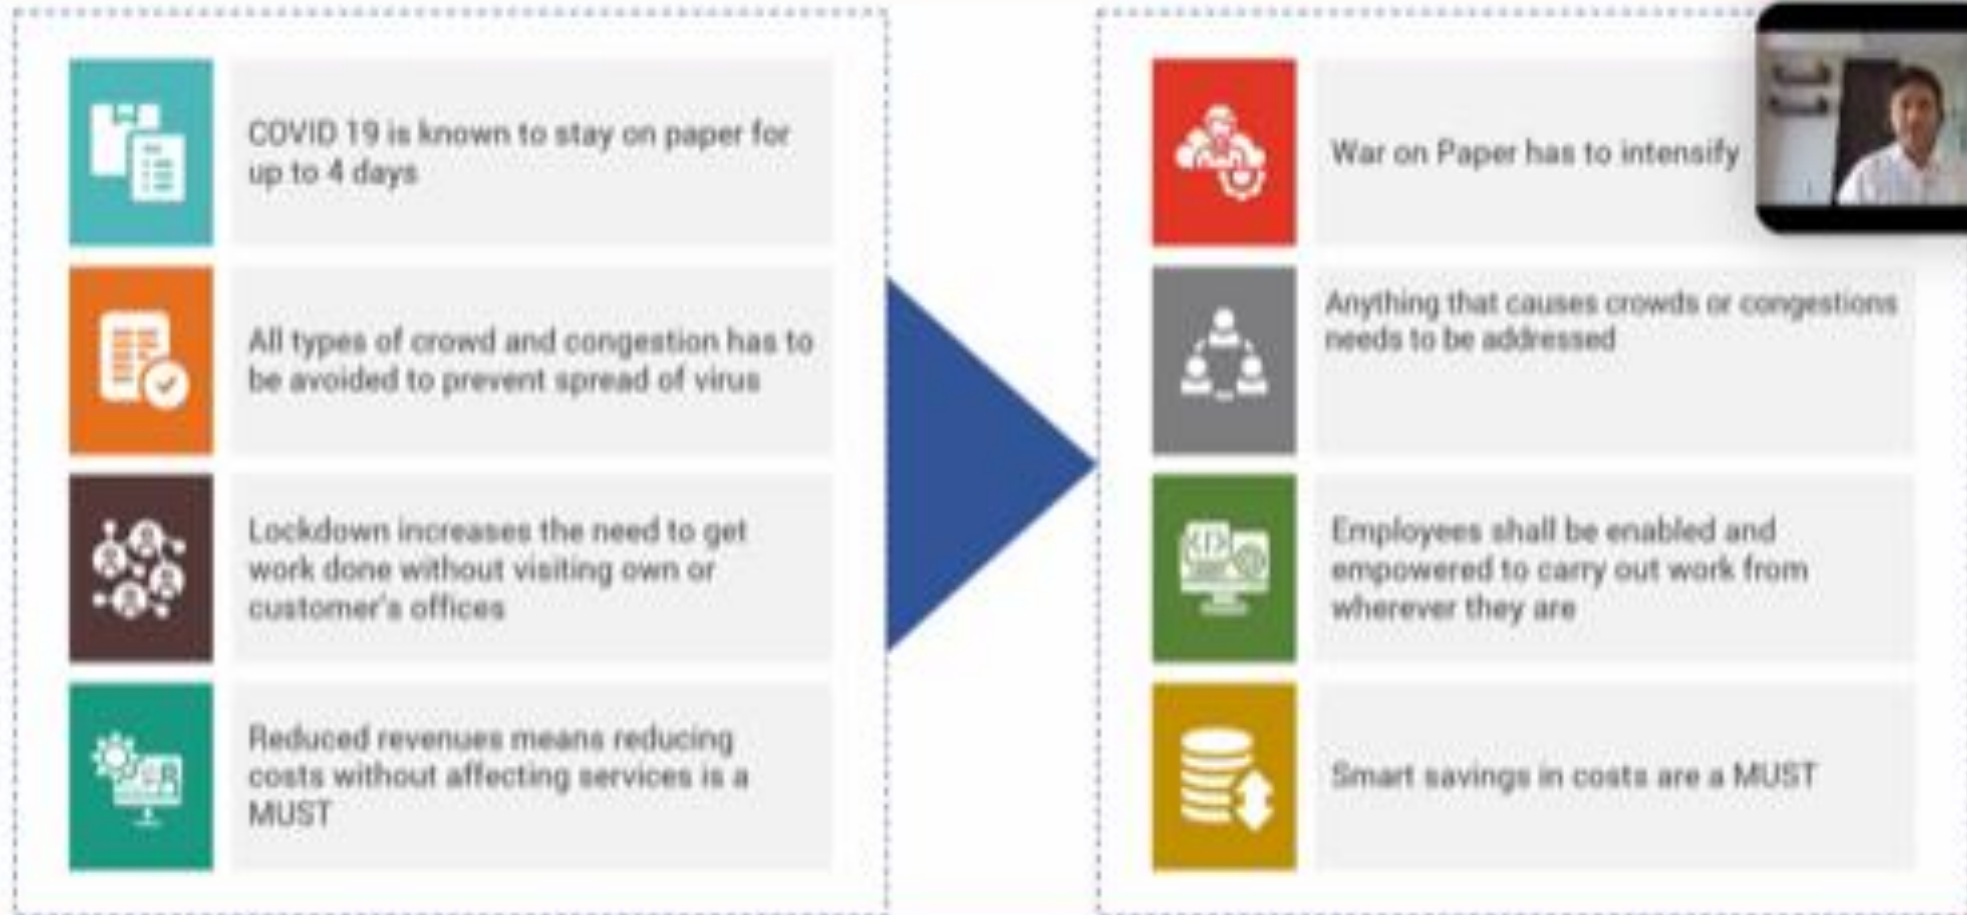 COVID 19 is known to stay on paper for
up to 4 days
All types of crowd and congestion has to
be avoided to prevent spread of virus
Lockdown increases the need to get
work done without visiting own or
customer's offices
Reduced revenues means reducing
costs without affecting services is a
MUST
War on Paper has to intensify
Anything that causes crowds or congestions
needs to be addressed
Employees shall be enabled and
empowered to carry out work from
wherever they are
Smart savings in costs are a MUST